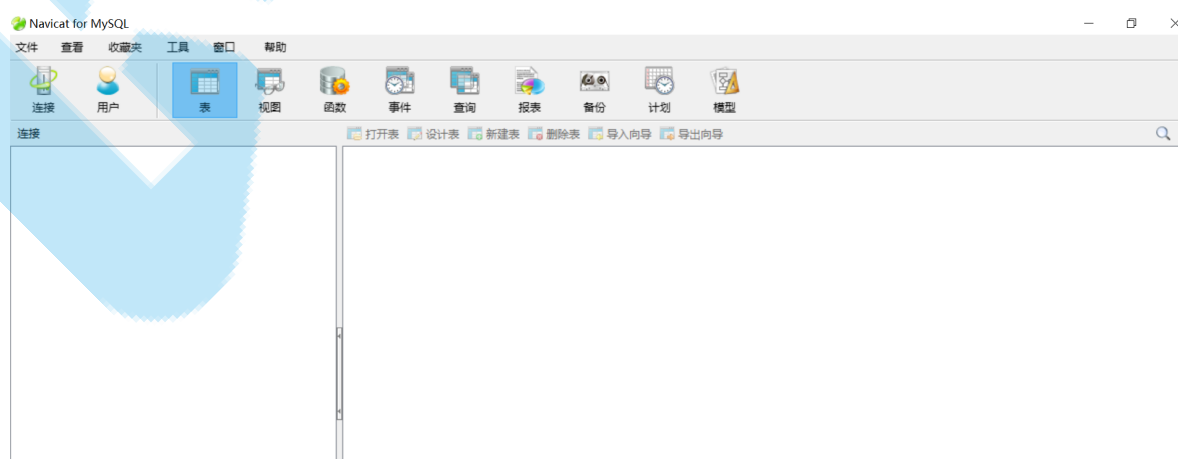 Navicat for MySQL
文件 查看 收藏夹 工具 窗口 帮助
连接 用户 表 视图 函数 事件 查询 报表 备份 计划 模型
连接 打开表 设计表 新建表 删除表 导入向导 导出向导